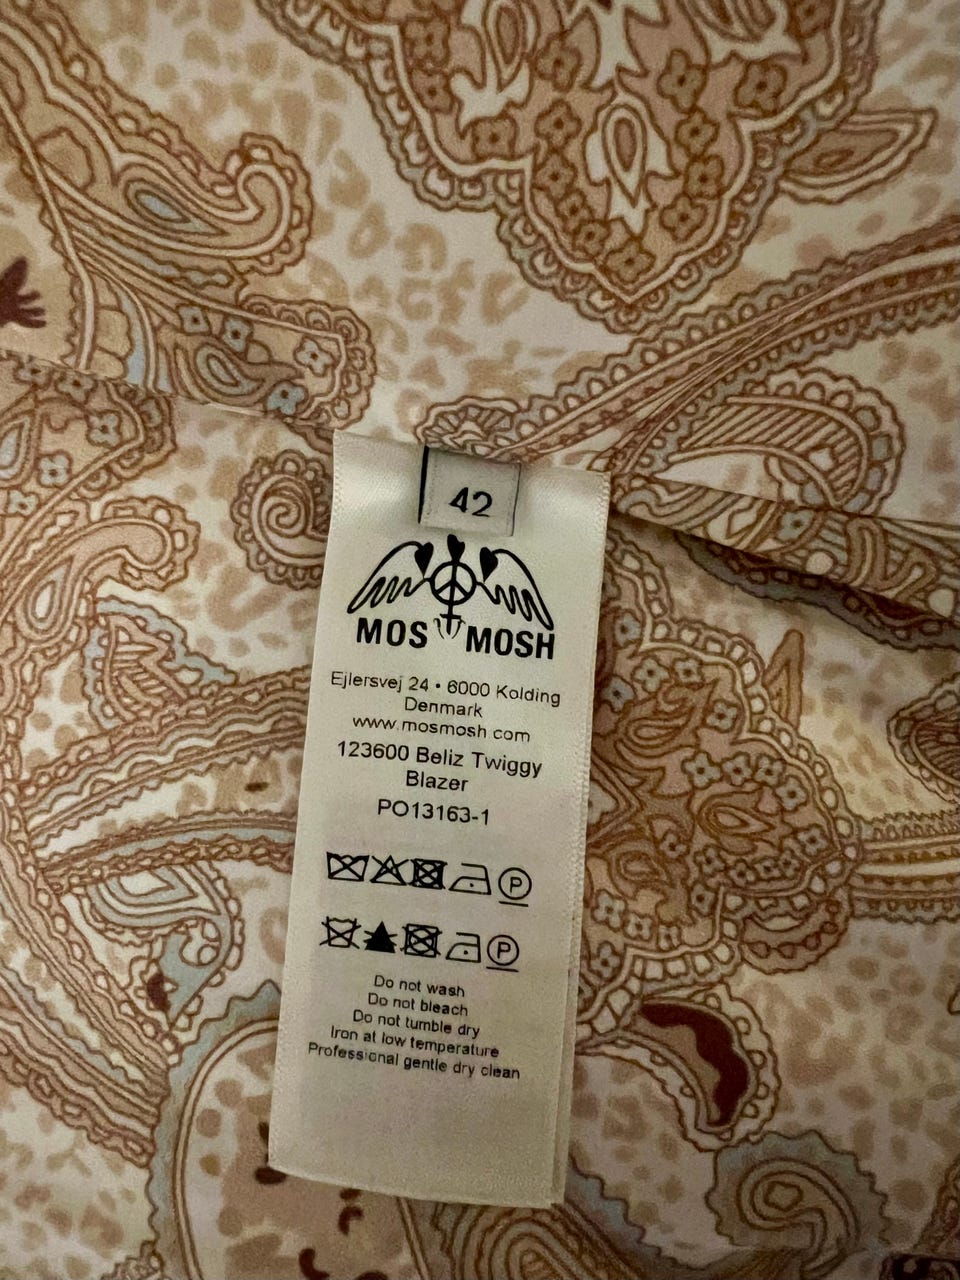 42
MOS MOSH
Ejlersvej 24 • 6000 Kolding
Denmark
www.mosmosh.com
123600 Beliz Twiggy
Blazer
PO13163-1
P
P
Do not wash
Do not bleach
Do not tumble dry
Iron at low temperature
Professional gentle dry clean